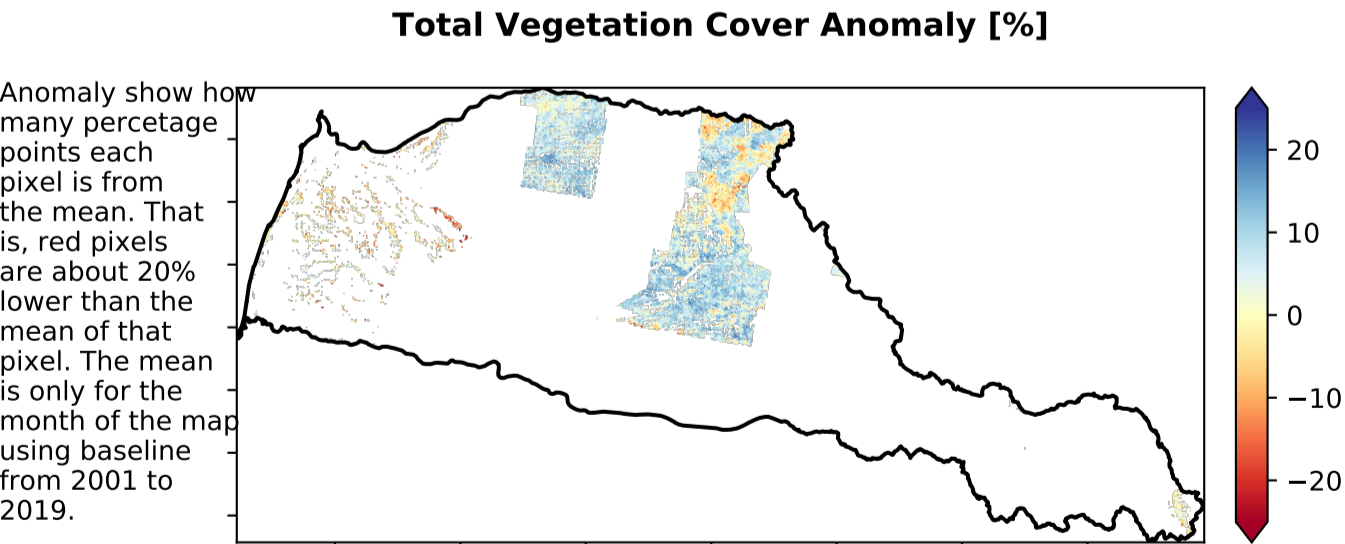 Total Vegetation Cover Anomaly [%]
Anomaly show how
many percetage
points each
pixel is from
the mean. That
is, red pixels
are about 20%
lower than the
mean of that
pixel. The mean
is only for the
month of the map
using baseline
from 2001 to
2019.
20
10
0
−10
−20